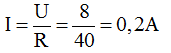 I = U/R = 8/40 = 0,2A